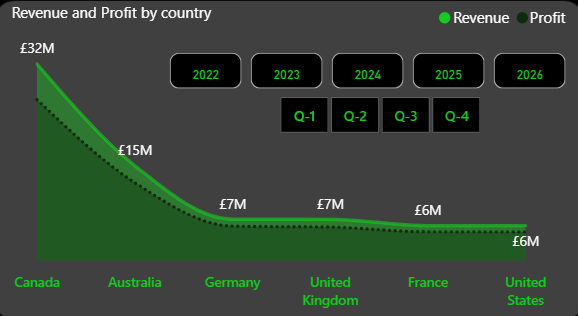 Revenue and Profit by country
Revenue Profit
£32M
2022 2023 2024 2025 2026
Q-1 Q-2 Q-3 Q-4
£15M
£7M £7M £6M
£6M
Canada Australia Germany United Kingdom France United States